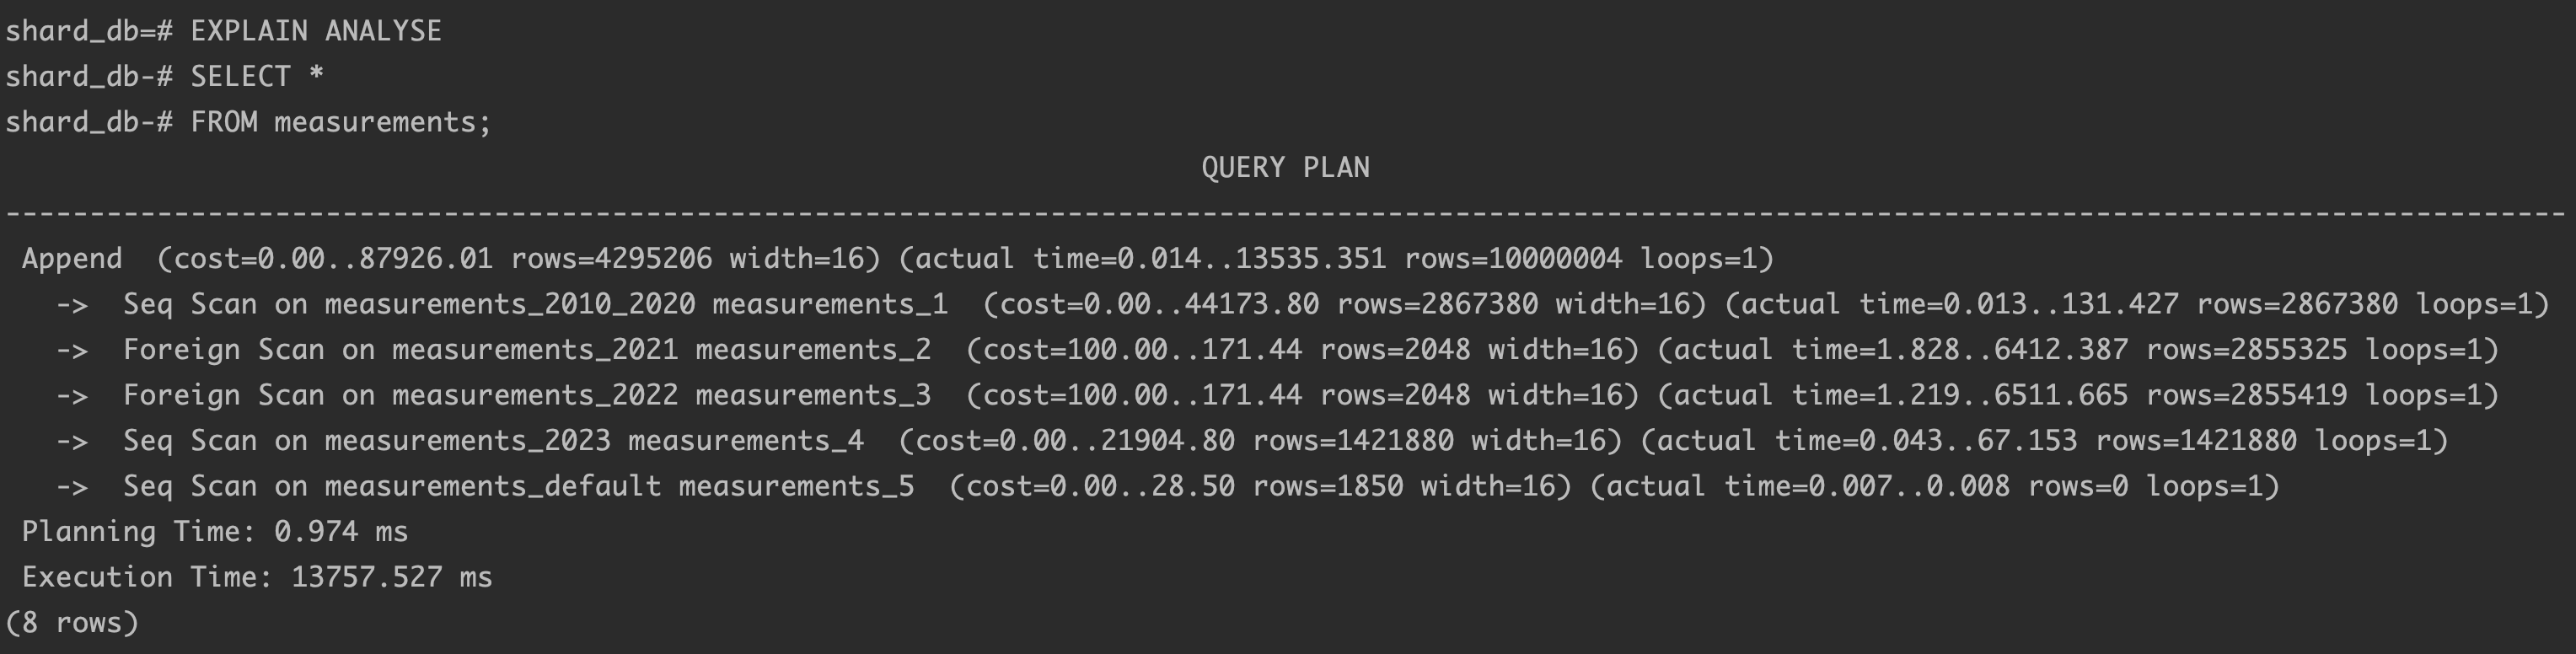 shard_db=# EXPLAIN ANALYSE
shard_db-# SELECT *
shard_db-# FROM measurements;
QUERY PLAN
---------------------------------------------------------------------------------------------------------------------------------------------------------
Append  (cost=0.00..87926.01 rows=4295206 width=16) (actual time=0.014..13535.351 rows=10000004 loops=1)
  ->  Seq Scan on measurements_2010_2020 measurements_1  (cost=0.00..44173.80 rows=2867380 width=16) (actual time=0.013..131.427 rows=2867380 loops=1)
  ->  Foreign Scan on measurements_2021 measurements_2  (cost=100.00..171.44 rows=2048 width=16) (actual time=1.828..6412.387 rows=2855325 loops=1)
  ->  Foreign Scan on measurements_2022 measurements_3  (cost=100.00..171.44 rows=2048 width=16) (actual time=1.219..6511.665 rows=2855419 loops=1)
  ->  Seq Scan on measurements_2023 measurements_4  (cost=0.00..21904.80 rows=1421880 width=16) (actual time=0.043..67.153 rows=1421880 loops=1)
  ->  Seq Scan on measurements_default measurements_5  (cost=0.00..28.50 rows=1850 width=16) (actual time=0.007..0.008 rows=0 loops=1)
Planning Time: 0.974 ms
Execution Time: 13757.527 ms
(8 rows)